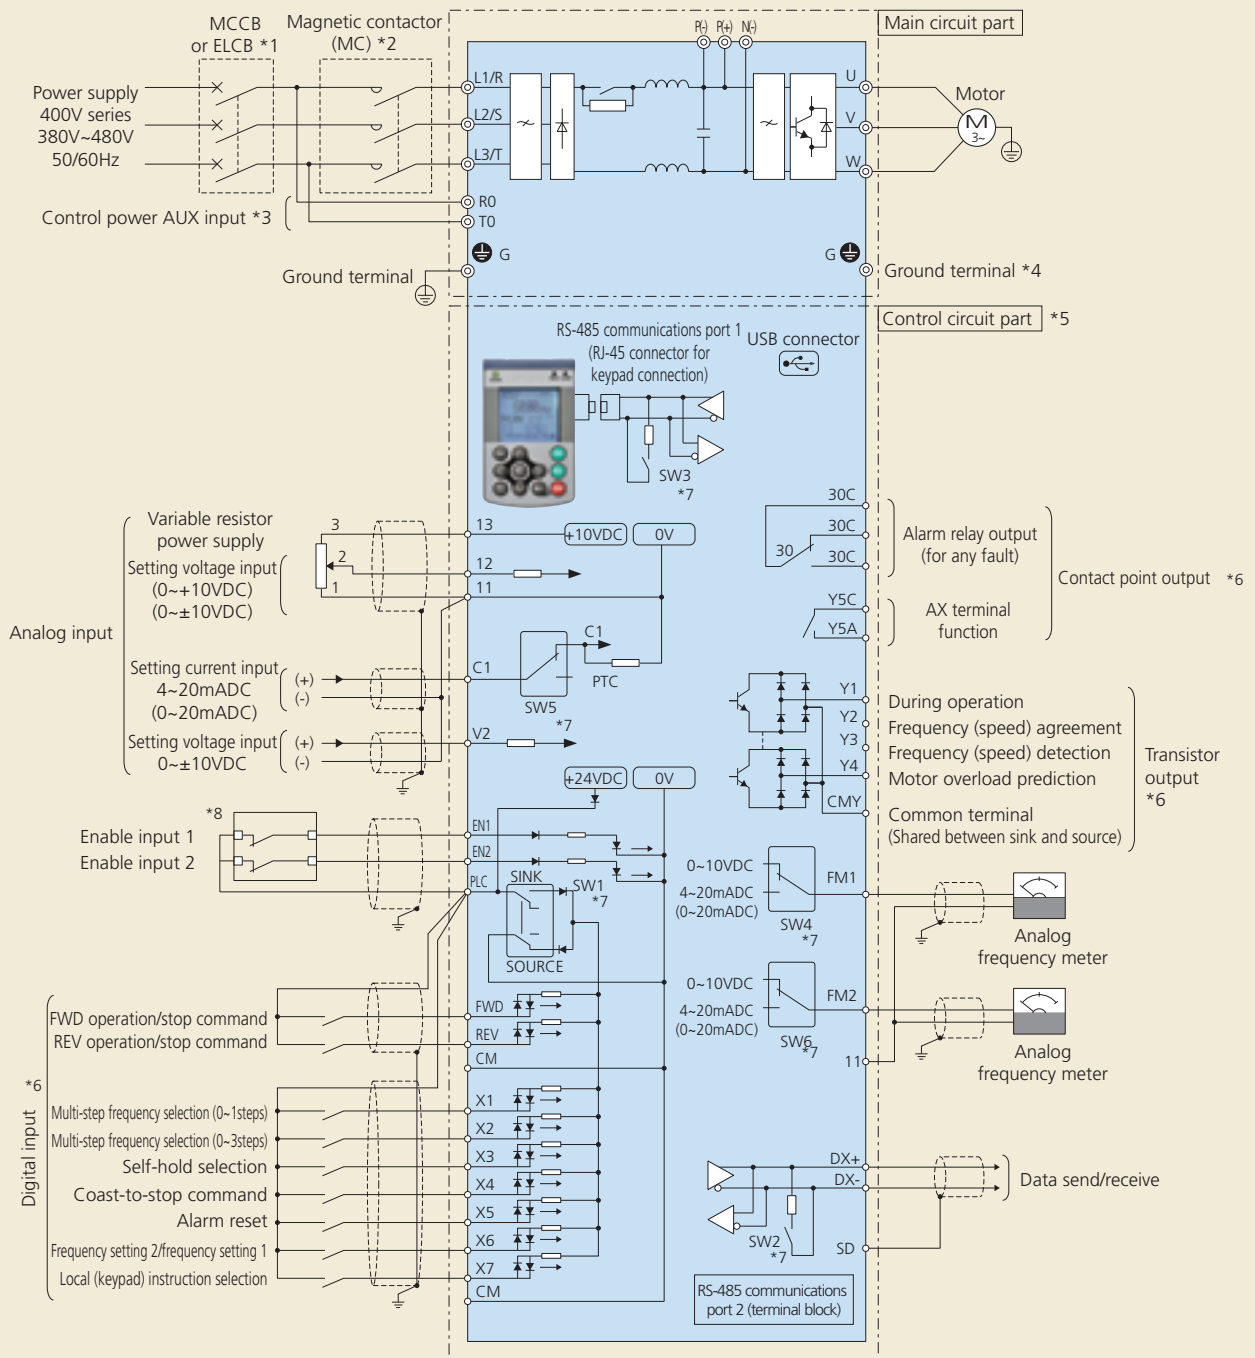 MCCB
or ELCB *1
Magnetic contactor
(MC) *2
P(-) P(+) N(-)
Main circuit part
Power supply
400V series
380V~480V
50/60Hz
L1/R
L2/S
L3/T
U
V
W
Motor
M
3~
Control power AUX input *3
R0
T0
G
G
Ground terminal
Ground terminal *4
Control circuit part *5
RS-485 communications port 1
(RJ-45 connector for
keypad connection)
USB connector
SW3
*7
Analog input
Variable resistor
power supply
Setting voltage input
(0~+10VDC)
(0~±10VDC)
3
2
1
13
12
11
+10VDC
0V
Setting current input
4~20mADC
(0~20mADC)
(+)
(-)
C1
C1
PTC
SW5
*7
Setting voltage input
0~±10VDC
(+)
(-)
V2
+24VDC
0V
30C
30C
30
30C
Alarm relay output
(for any fault)
Y5C
Y5A
AX terminal
function
Contact point output *6
Y1
Y2
Y3
Y4
CMY
During operation
Frequency (speed) agreement
Frequency (speed) detection
Motor overload prediction
Common terminal
(Shared between sink and source)
Transistor
output
*6
*8
Enable input 1
Enable input 2
EN1
EN2
PLC
SINK
SW1
*7
SOURCE
0~10VDC
4~20mADC
(0~20mADC)
SW4
*7
FM1
Analog
frequency meter
0~10VDC
4~20mADC
(0~20mADC)
SW6
*7
FM2
11
Analog
frequency meter
*6
Digital input
FWD operation/stop command
REV operation/stop command
FWD
REV
CM
Multi-step frequency selection (0~1steps)
Multi-step frequency selection (0~3steps)
Self-hold selection
Coast-to-stop command
Alarm reset
Frequency setting 2/frequency setting 1
Local (keypad) instruction selection
X1
X2
X3
X4
X5
X6
X7
CM
DX+
DX-
SD
SW2
*7
Data send/receive
RS-485 communications
port 2 (terminal block)